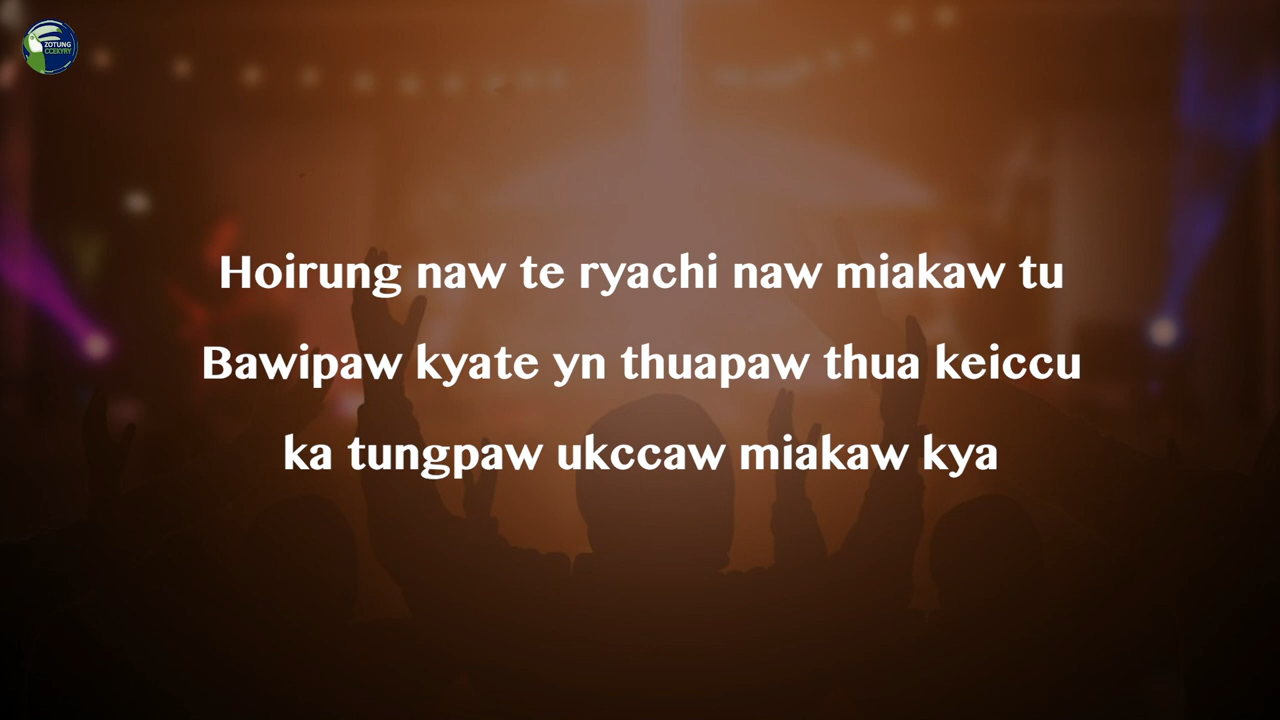 ZOTUNG
CCEKYRY
Hoirung naw te ryachi naw miakaw tu
Bawipaw kyate yn thuapaw thua keiccu
ka tungpaw ukccaw miakaw kya